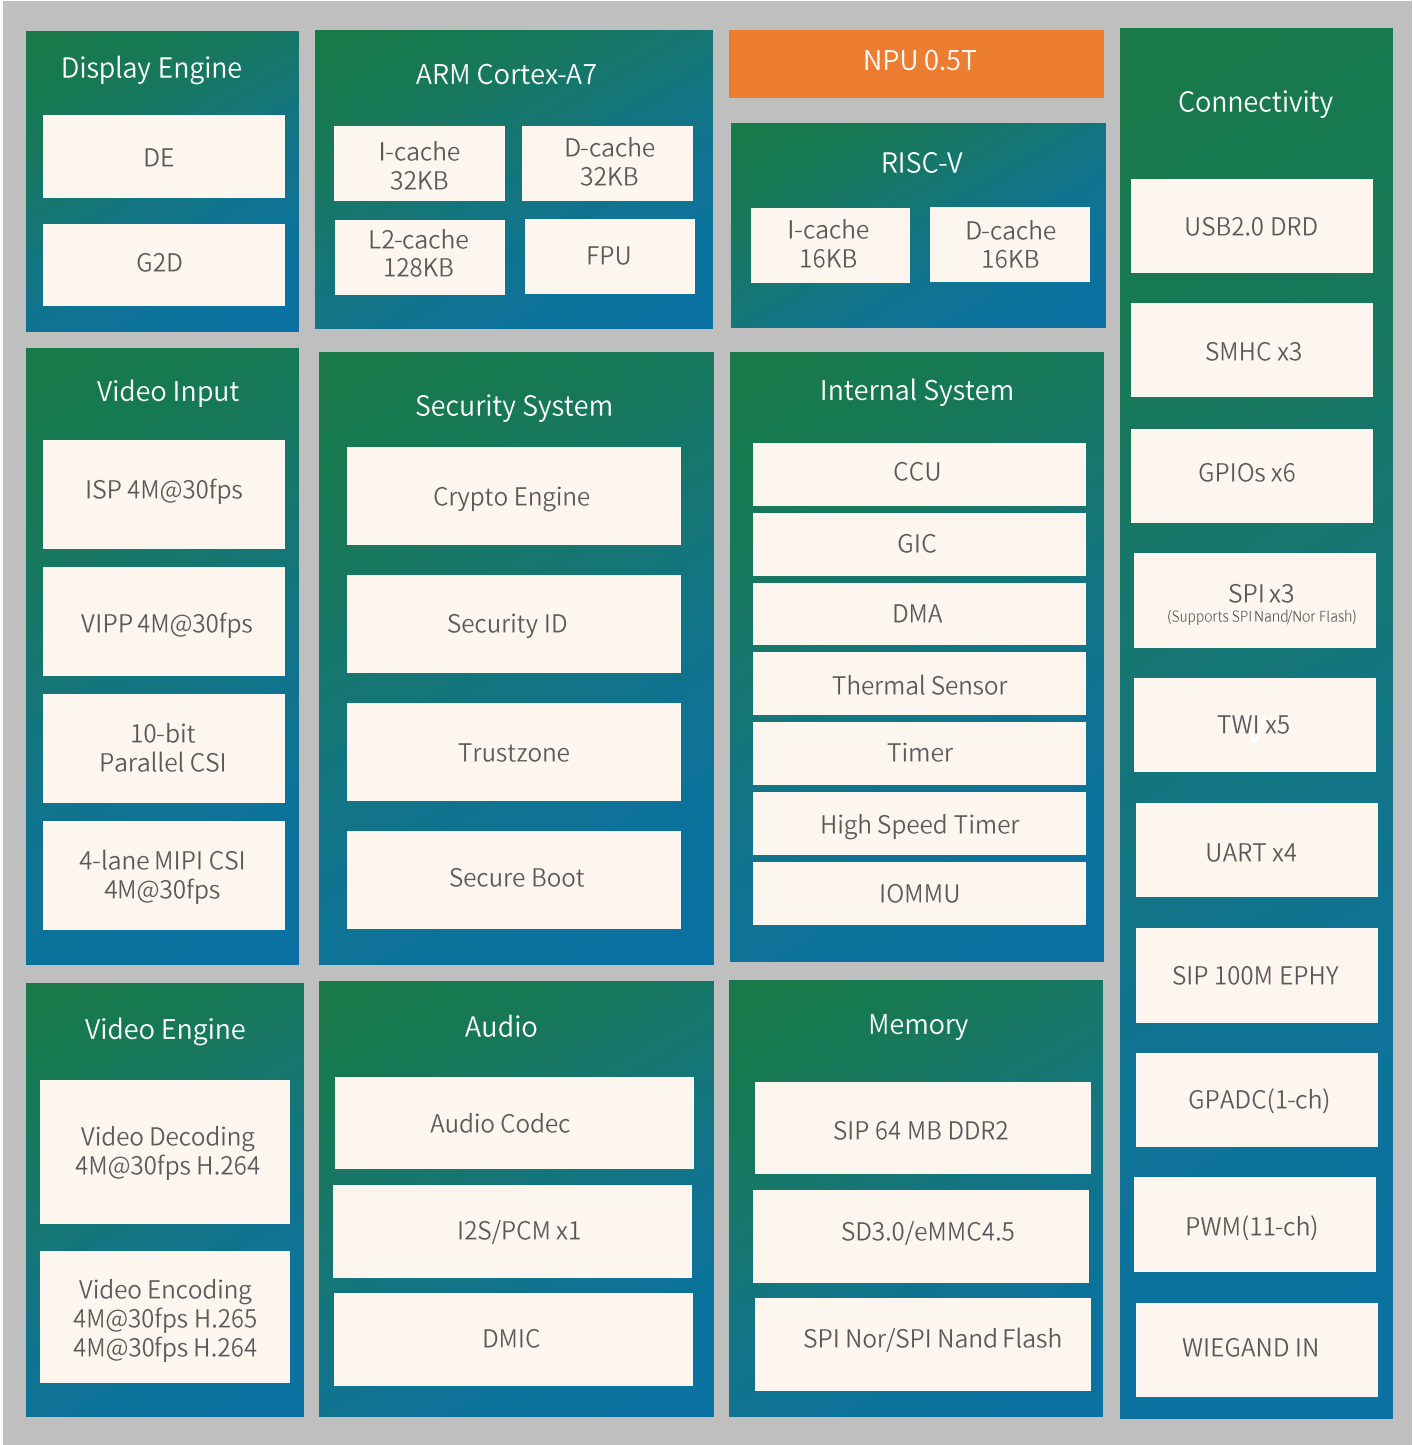 Display Engine
DE
G2D
ARM Cortex-A7
I-cache
32KB
D-cache
32KB
L2-cache
128KB
FPU
NPU 0.5T
RISC-V
I-cache
16KB
D-cache
16KB
Video Input
ISP 4M@30fps
VIPP 4M@30fps
10-bit
Parallel CSI
4-lane MIPI CSI
4M@30fps
Security System
Crypto Engine
Security ID
Trustzone
Secure Boot
Internal System
CCU
GIC
DMA
Thermal Sensor
Timer
High Speed Timer
IOMMU
Video Engine
Video Decoding
4M@30fps H.264
Video Encoding
4M@30fps H.265
4M@30fps H.264
Audio
Audio Codec
I2S/PCM x1
DMIC
Memory
SIP 64 MB DDR2
SD3.0/eMMC4.5
SPI Nor/SPI Nand Flash
Connectivity
USB2.0 DRD
SMHC x3
GPIOs x6
SPI x3
(Supports SPI Nand/Nor Flash)
TWI x5
UART x4
SIP 100M EPHY
GPADC(1-ch)
PWM(11-ch)
WIEGAND IN